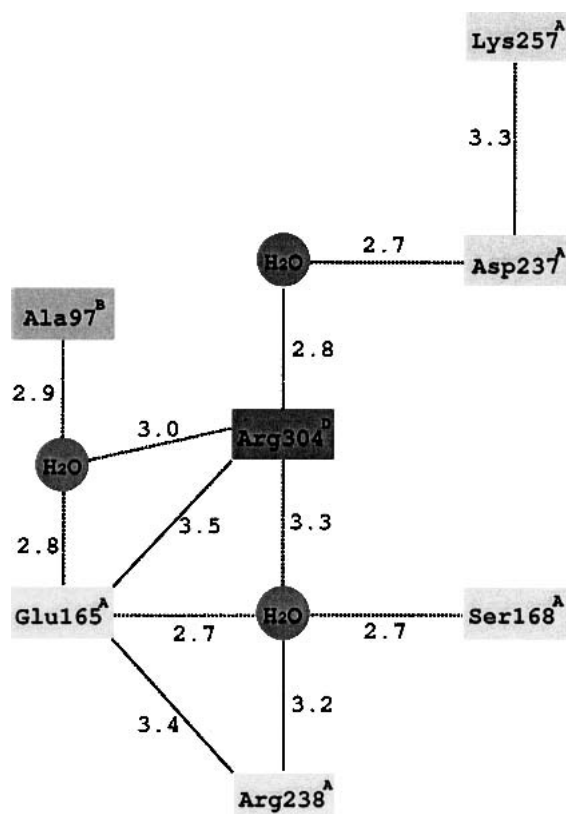 Lys257A
3.3
H2O
2.7
Asp237A
Ala97B
2.8
2.9
3.0
Arg304D
H2O
3.5
3.3
2.8
Glu165A
2.7
H2O
2.7
Ser168A
3.4
3.2
Arg238A